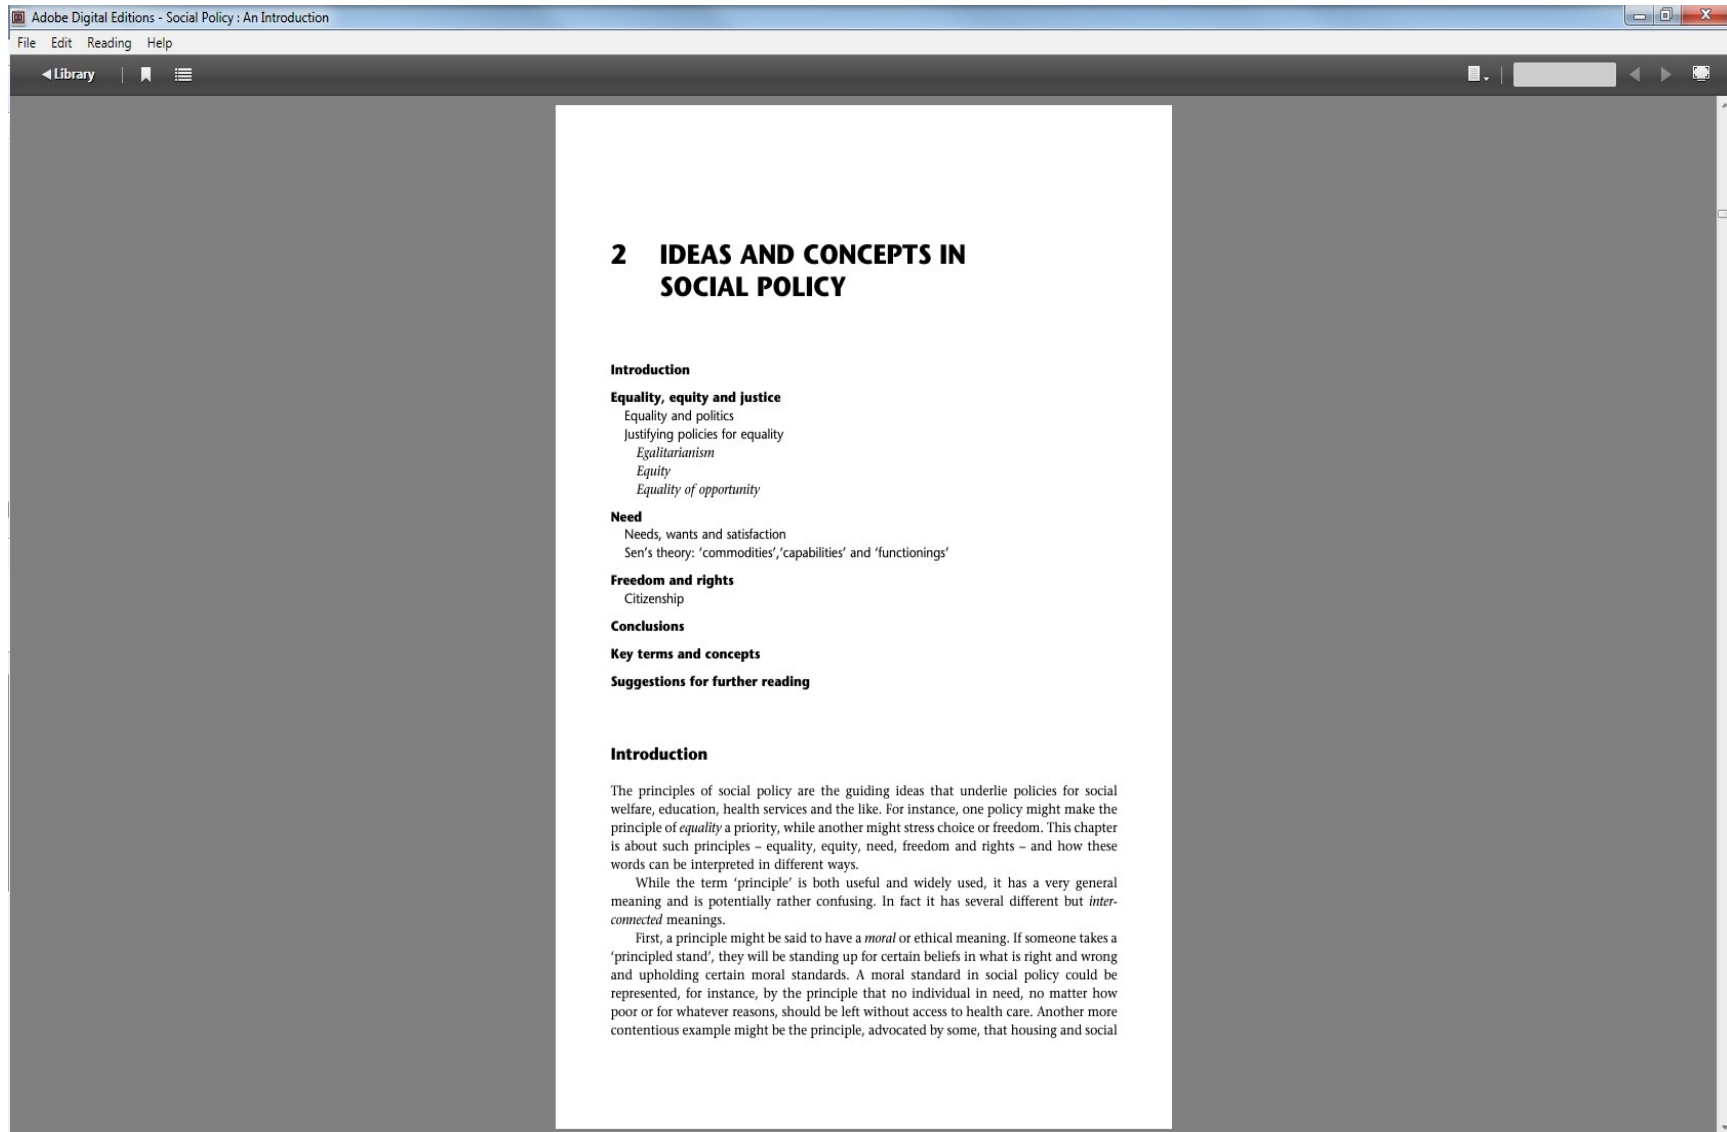 Adobe Digital Editions - Social Policy : An Introduction
File Edit Reading Help
Library
2 IDEAS AND CONCEPTS IN
SOCIAL POLICY
Introduction
Equality, equity and justice
Equality and politics
Justifying policies for equality
Egalitarianism
Equity
Equality of opportunity
Need
Needs, wants and satisfaction
Sen's theory: 'commodities','capabilities' and 'functionings'
Freedom and rights
Citizenship
Conclusions
Key terms and concepts
Suggestions for further reading
Introduction
The principles of social policy are the guiding ideas that underlie policies for social
welfare, education, health services and the like. For instance, one policy might make the
principle of equality a priority, while another might stress choice or freedom. This chapter
is about such principles – equality, equity, need, freedom and rights – and how these
words can be interpreted in different ways.
While the term 'principle' is both useful and widely used, it has a very general
meaning and is potentially rather confusing. In fact it has several different but inter-
connected meanings.
First, a principle might be said to have a moral or ethical meaning. If someone takes a
'principled stand', they will be standing up for certain beliefs in what is right and wrong
and upholding certain moral standards. A moral standard in social policy could be
represented, for instance, by the principle that no individual in need, no matter how
poor or for whatever reasons, should be left without access to health care. Another more
contentious example might be the principle, advocated by some, that housing and social